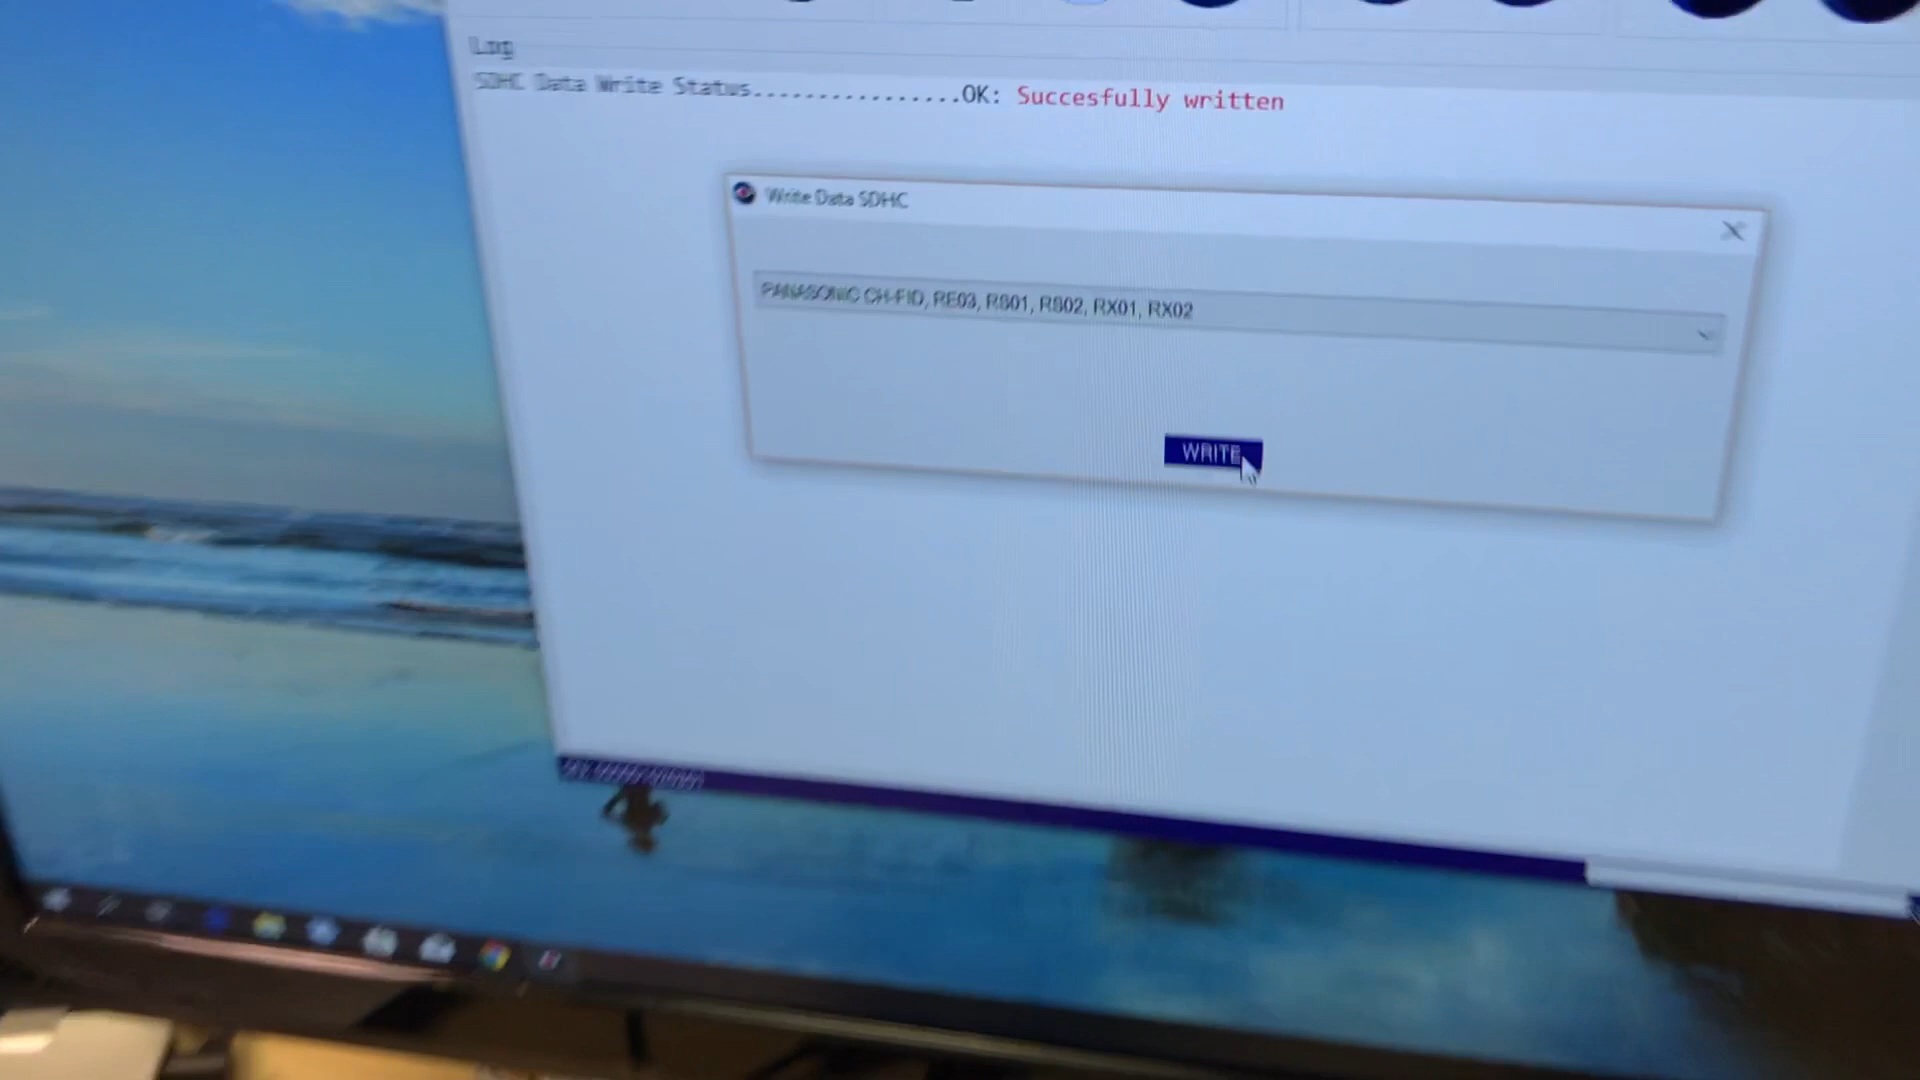 Log
SDHC Data Write Status................OK: Succesfully written
Write Data SDHC
PANASONIC CH-FID, RE03, RS01, RS02, RX01, RX02
WRITE